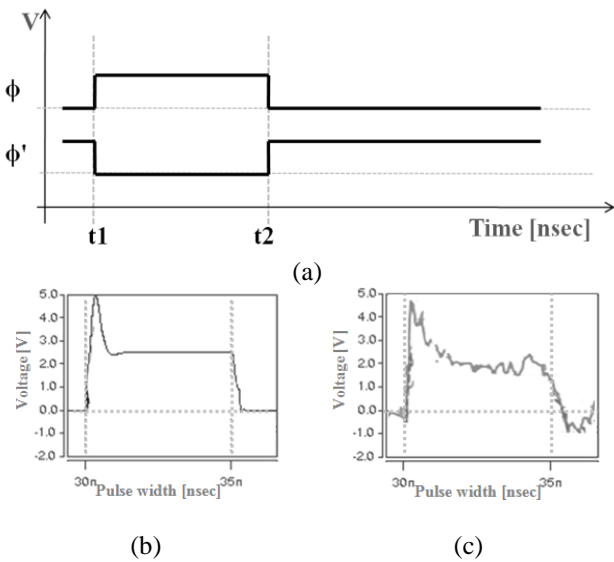 V
ϕ
ϕ'
t1 t2 Time [nsec]
(a)
5.0
4.0
3.0
2.0
1.0
0.0
-1.0
-2.0
Voltage [V]
30n 35n
Pulse width [nsec]
(b)
5.0
4.0
3.0
2.0
1.0
0.0
-1.0
-2.0
Voltage [V]
30n 35n
Pulse width [nsec]
(c)